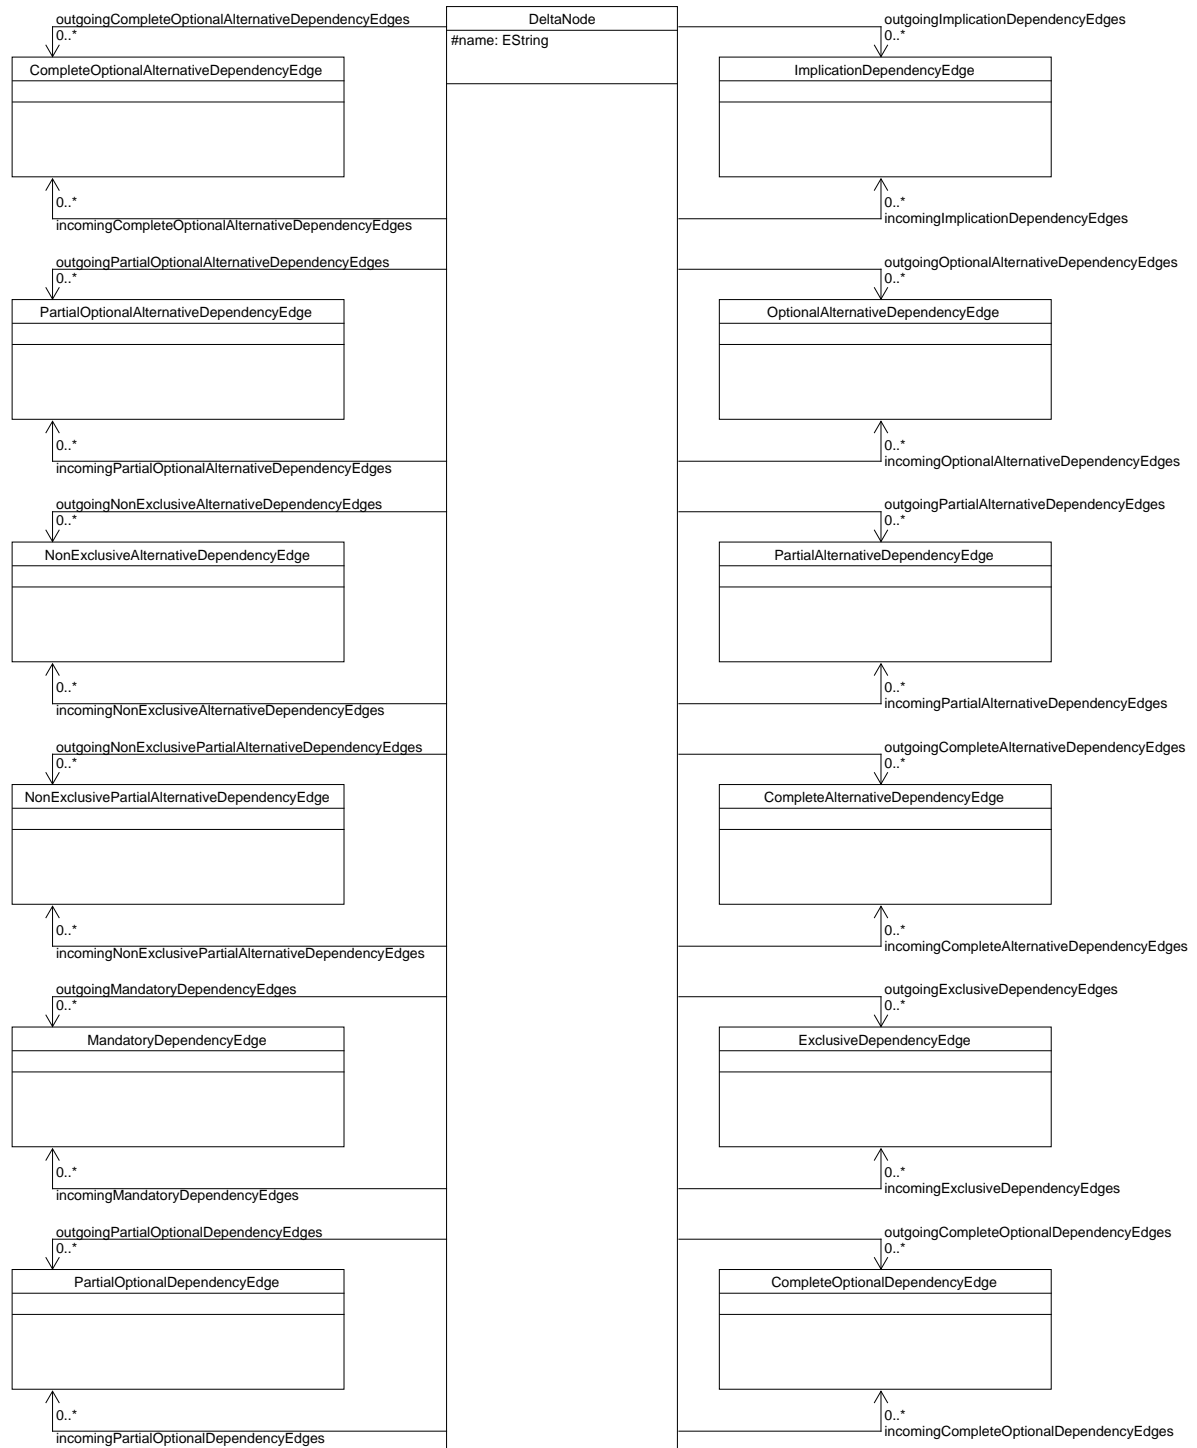 outgoingCompleteOptionalAlternativeDependencyEdges
0..*
CompleteOptionalAlternativeDependencyEdge
0..*
incomingCompleteOptionalAlternativeDependencyEdges
outgoingPartialOptionalAlternativeDependencyEdges
0..*
PartialOptionalAlternativeDependencyEdge
0..*
incomingPartialOptionalAlternativeDependencyEdges
outgoingNonExclusiveAlternativeDependencyEdges
0..*
NonExclusiveAlternativeDependencyEdge
0..*
incomingNonExclusiveAlternativeDependencyEdges
outgoingNonExclusivePartialAlternativeDependencyEdges
0..*
NonExclusivePartialAlternativeDependencyEdge
0..*
incomingNonExclusivePartialAlternativeDependencyEdges
outgoingMandatoryDependencyEdges
0..*
MandatoryDependencyEdge
0..*
incomingMandatoryDependencyEdges
outgoingPartialOptionalDependencyEdges
0..*
PartialOptionalDependencyEdge
0..*
incomingPartialOptionalDependencyEdges
DeltaNode
#name: EString
outgoingImplicationDependencyEdges
0..*
ImplicationDependencyEdge
0..*
incomingImplicationDependencyEdges
outgoingOptionalAlternativeDependencyEdges
0..*
OptionalAlternativeDependencyEdge
0..*
incomingOptionalAlternativeDependencyEdges
outgoingPartialAlternativeDependencyEdges
0..*
PartialAlternativeDependencyEdge
0..*
incomingPartialAlternativeDependencyEdges
outgoingCompleteAlternativeDependencyEdges
0..*
CompleteAlternativeDependencyEdge
0..*
incomingCompleteAlternativeDependencyEdges
outgoingExclusiveDependencyEdges
0..*
ExclusiveDependencyEdge
0..*
incomingExclusiveDependencyEdges
outgoingCompleteOptionalDependencyEdges
0..*
CompleteOptionalDependencyEdge
0..*
incomingCompleteOptionalDependencyEdges